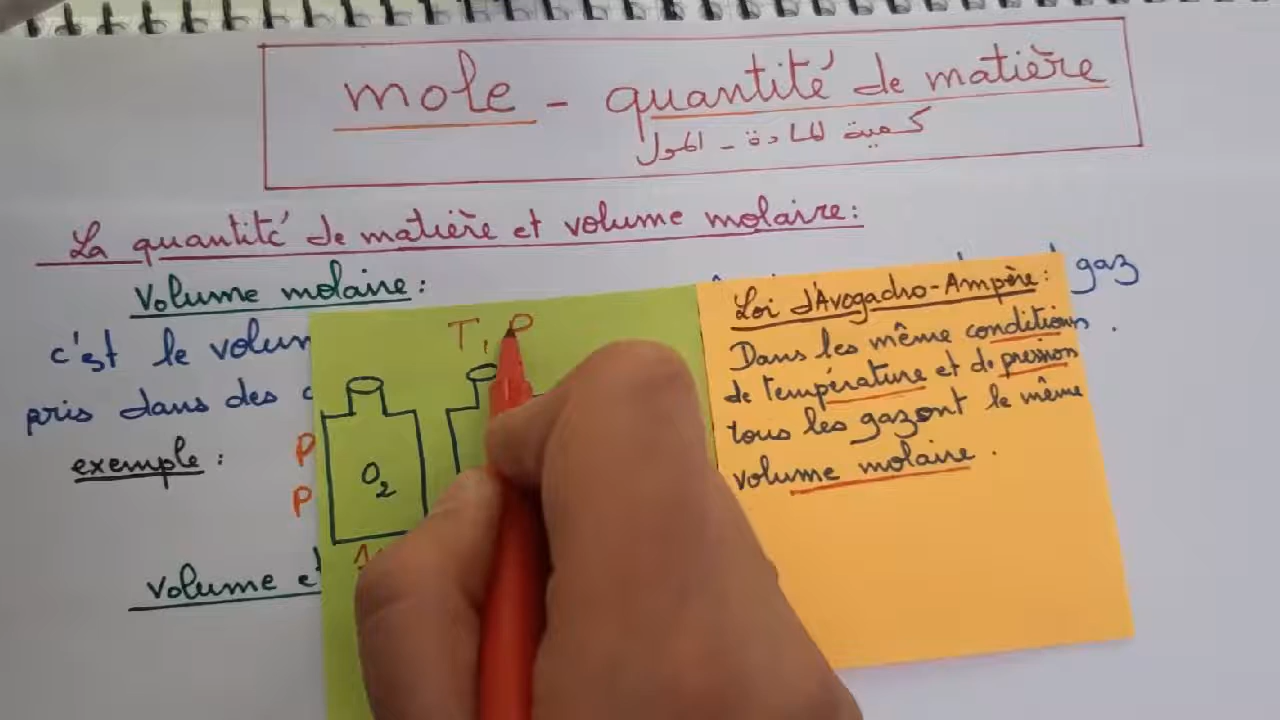 mole - quantité de matière
كمية المادة - المول
La quantité de matière et volume molaire:
Volume molaire:
gaz
c'est le volum
pris dans des c
exemple:
P
P
volume et
T, P
O2
Loi d'Avogadro-Ampère:
Dans les même conditions
de température et de pression
tous les gaz ont le même
volume molaire.